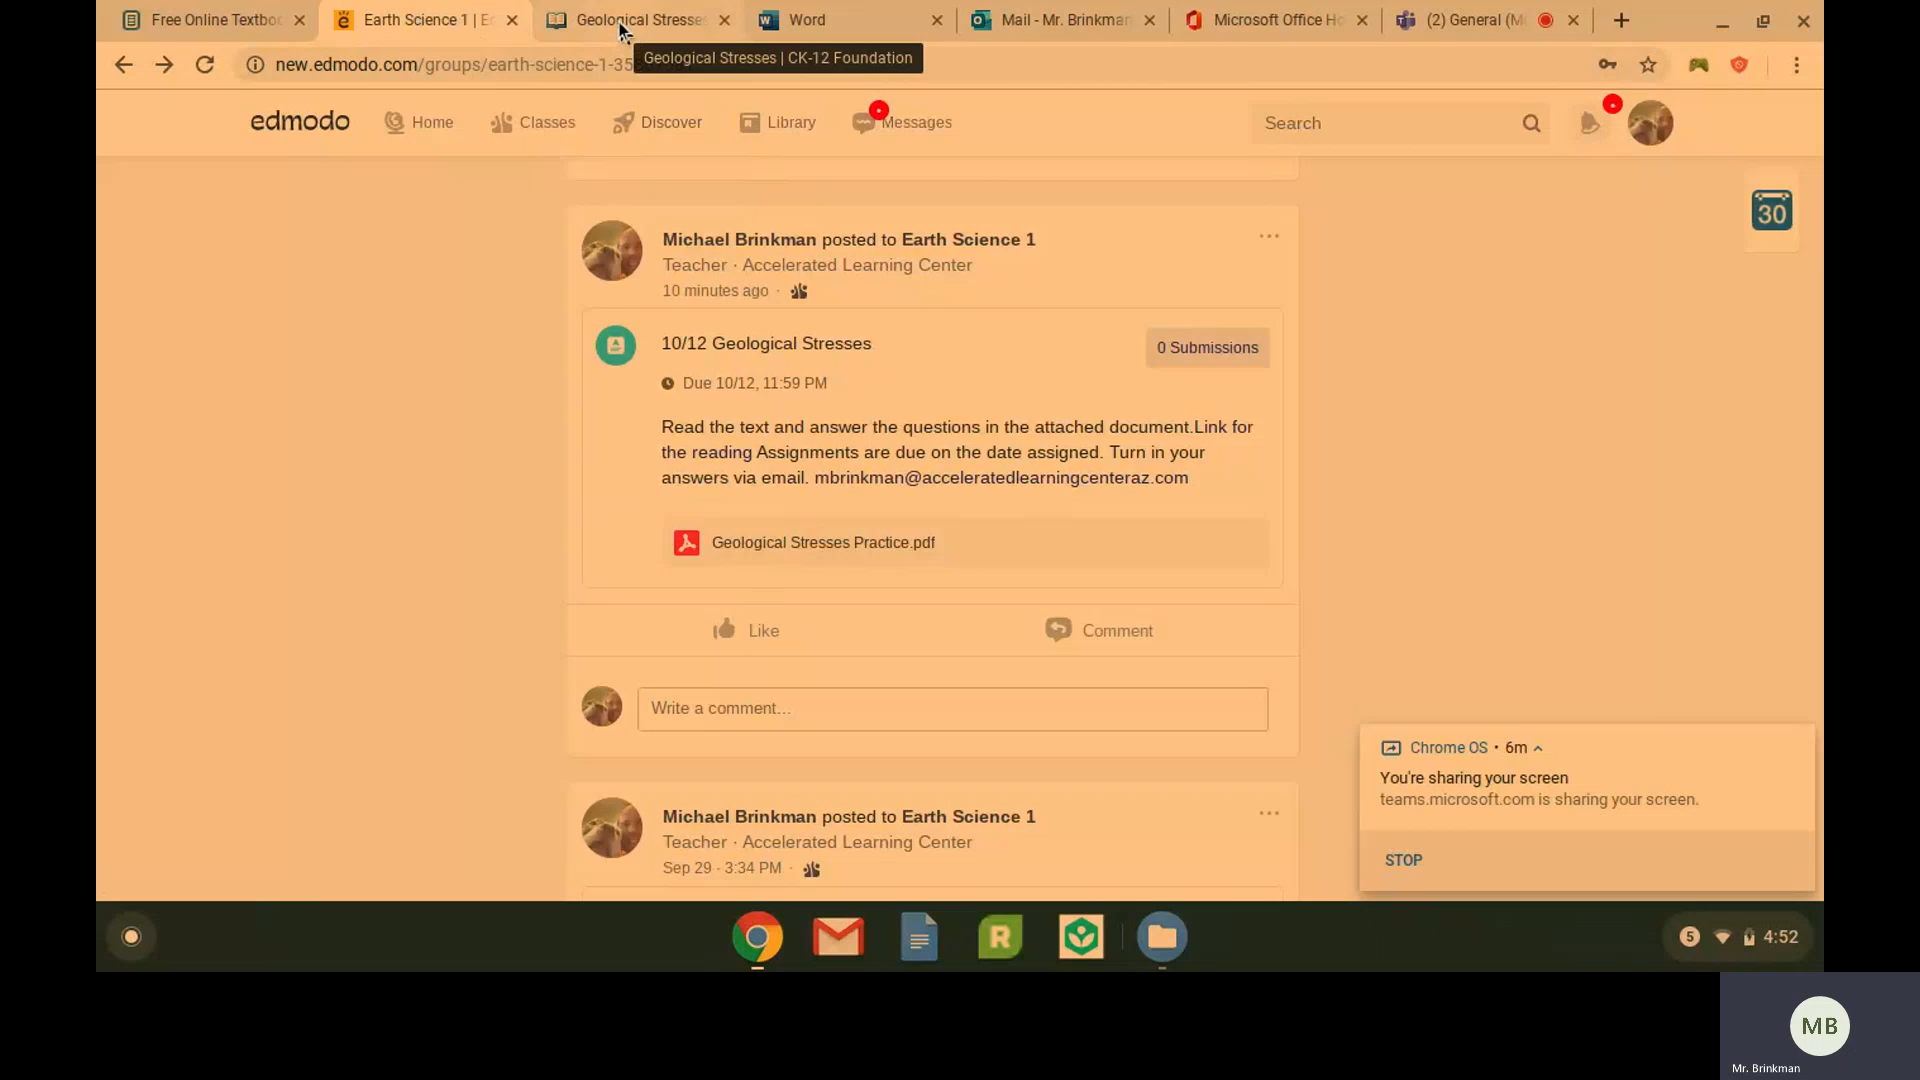 Free Online Textboo
Earth Science 1 | E
Geological Stresses
Word
Mail - Mr. Brinkman
Microsoft Office Ho
(2) General (M
new.edmodo.com/groups/earth-science-1-35
Geological Stresses | CK-12 Foundation
edmodo
Home
Classes
Discover
Library
Messages
Search
30
Michael Brinkman posted to Earth Science 1
Teacher · Accelerated Learning Center
10 minutes ago ·
10/12 Geological Stresses
0 Submissions
Due 10/12, 11:59 PM
Read the text and answer the questions in the attached document.Link for
the reading Assignments are due on the date assigned. Turn in your
answers via email. mbrinkman@acceleratedlearningcenteraz.com
Geological Stresses Practice.pdf
Like
Comment
Write a comment...
Michael Brinkman posted to Earth Science 1
Teacher · Accelerated Learning Center
Sep 29 - 3:34 PM ·
Chrome OS • 6m
You're sharing your screen
teams.microsoft.com is sharing your screen.
STOP
R
5
4:52
MB
Mr. Brinkman